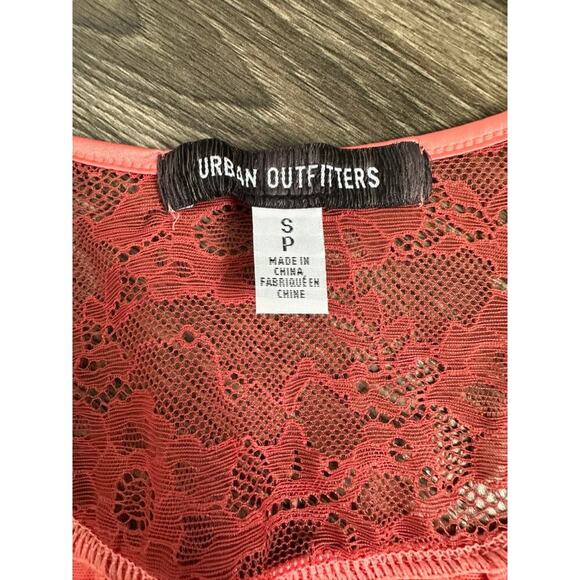 URBAN OUTFITTERS
S
P
MADE IN
CHINA
FABRIQUÉ EN
CHINE